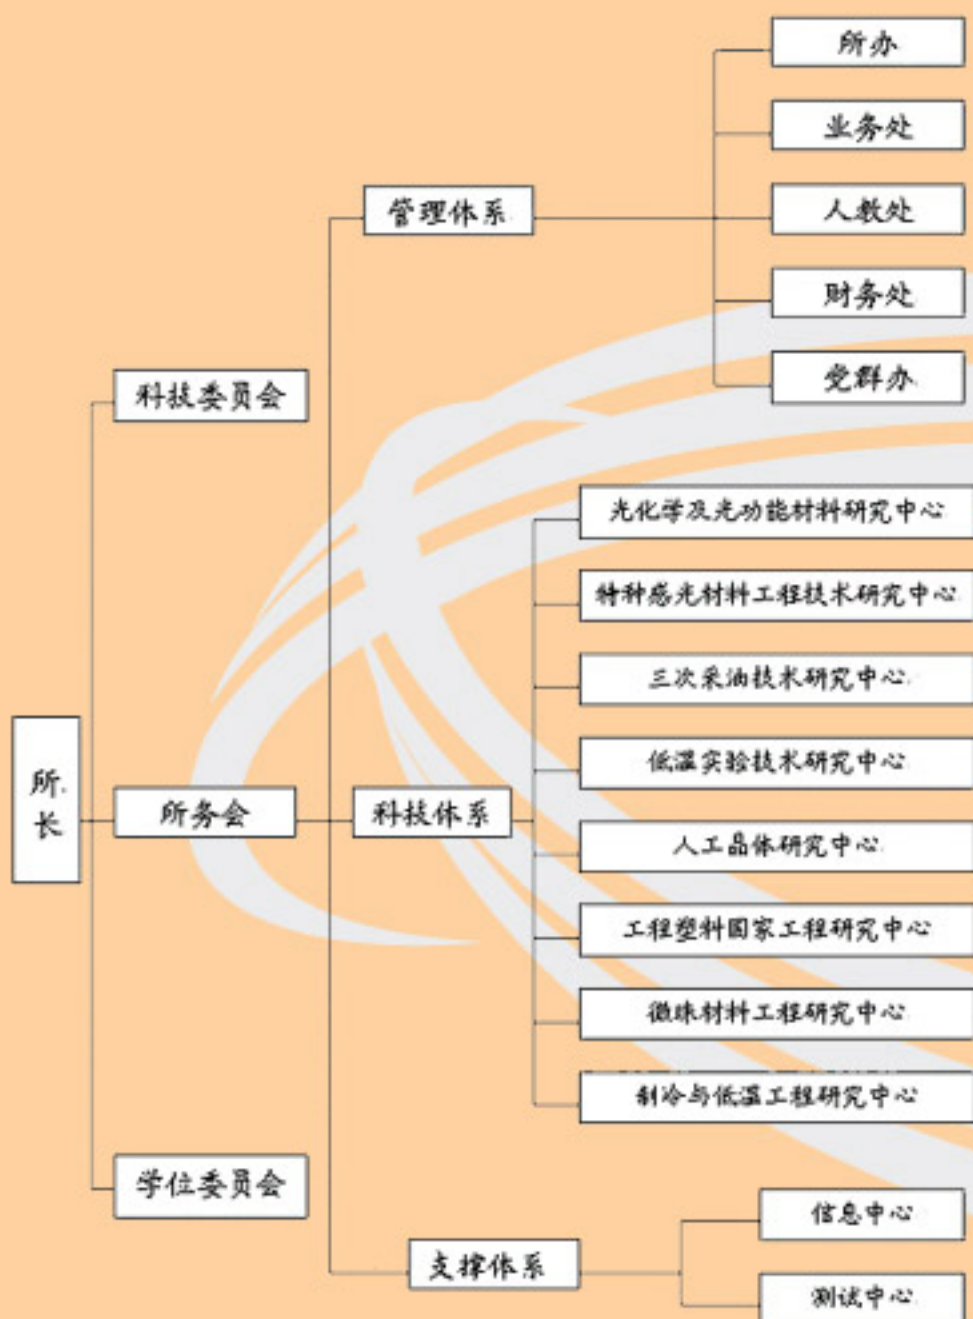 所长
科技委员会
所务会
学位委员会
管理体系
所办
业务处
人教处
财务处
党群办
科技体系
光化学及光功能材料研究中心
特种感光材料工程技术研究中心
三次采油技术研究中心
低温实验技术研究中心
人工晶体研究中心
工程塑料国家工程研究中心
微珠材料工程研究中心
制冷与低温工程研究中心
支撑体系
信息中心
测试中心